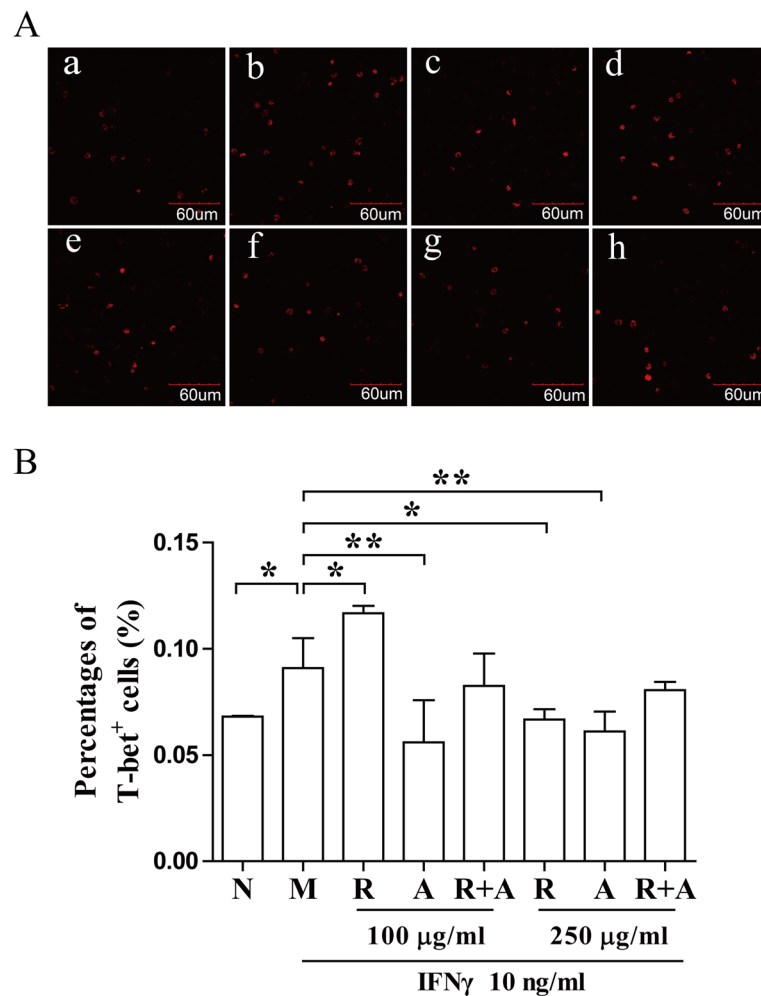 A
a b c d
60um 60um 60um 60um
e f g h
60um 60um 60um 60um
B
**
*
**
* *
Percentages of
T-bet⁺ cells (%)
0.15
0.10
0.05
0.00
N M R A R+A R A R+A
100 μg/ml 250 μg/ml
IFNγ 10 ng/ml